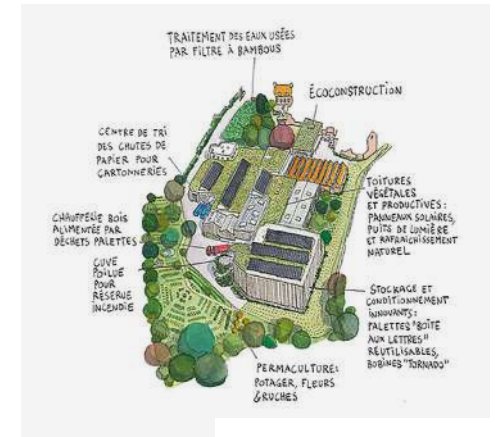 TRAITEMENT DES EAUX USÉES
PAR FILTRE À BAMBOUS
ÉCOCONSTRUCTION
CENTRE DE TRI
DES CHUTES DE
PAPIER POUR
CARTONNERIES
TOITURES
VÉGÉTALES
ET PRODUCTIVES:
PANNEAUX SOLAIRES,
PUITS DE LUMIÈRE
ET RAFRAICHISSEMENT
NATUREL
CHAUFFERIE BOIS
ALIMENTÉE PAR
DÉCHETS PALETTES
CUVE
POILUE
POUR
RÉSERVE
INCENDIE
STOCKAGE ET
CONDITIONNEMENT
INNOVANTS:
PALETTES "BOÎTE
AUX LETTRES"
RÉUTILISABLES,
BOBINES "TORNADO"
PERMACULTURE:
POTAGER, FLEURS
& RUCHES